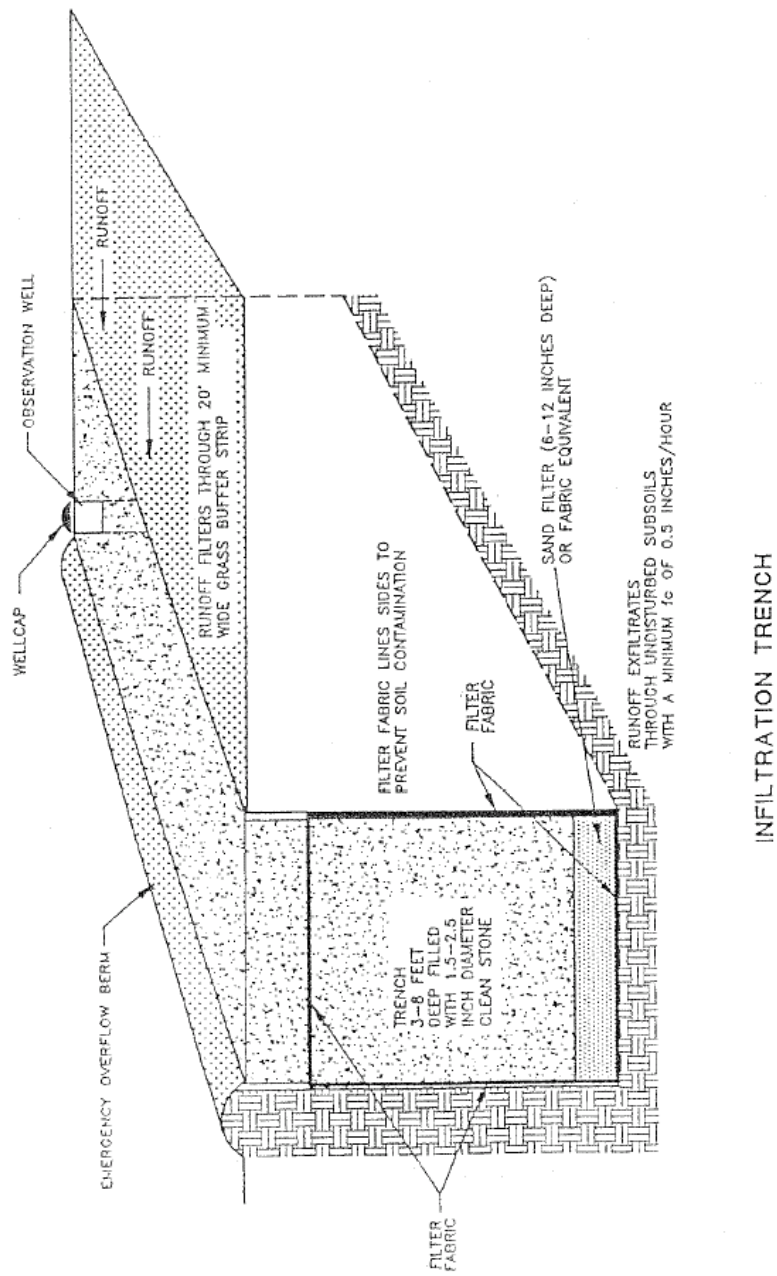 WELLCAP
OBSERVATION WELL
EMERGENCY OVERFLOW BERM
RUNOFF
RUNOFF
RUNOFF FILTERS THROUGH 20' MINIMUM
WIDE GRASS BUFFER STRIP
FILTER FABRIC LINES SIDES TO
PREVENT SOIL CONTAMINATION
TRENCH
3-8 FEET
DEEP FILLED
WITH 1.5-2.5
INCH DIAMETER
CLEAN STONE
FILTER
FABRIC
FILTER
FABRIC
SAND FILTER (6-12 INCHES DEEP)
OR FABRIC EQUIVALENT
RUNOFF EXFILTRATES
THROUGH UNDISTURBED SUBSOILS
WITH A MINIMUM fc OF 0.5 INCHES/HOUR
INFILTRATION TRENCH